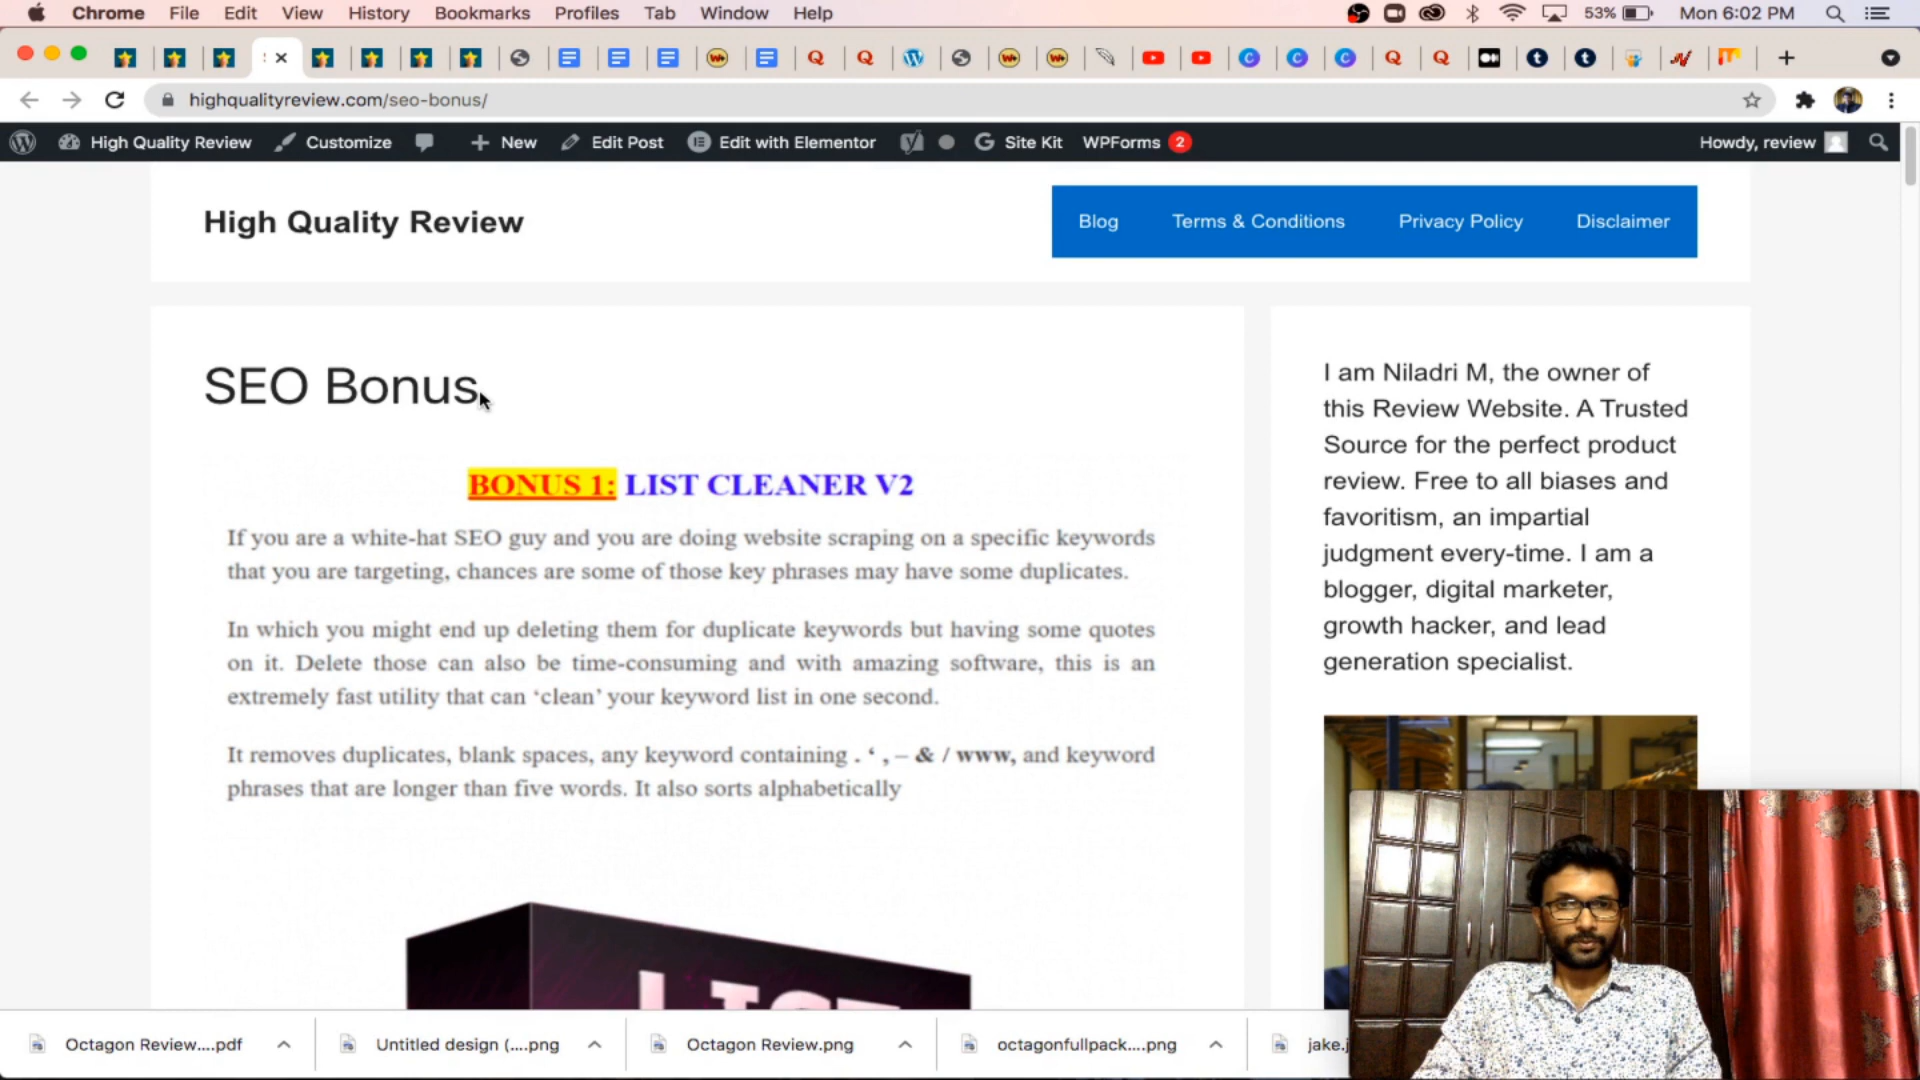 Chrome File Edit View History Bookmarks Profiles Tab Window Help
53% Mon 6:02 PM
highqualityreview.com/seo-bonus/
High Quality Review Customize New Edit Post Edit with Elementor Site Kit WPForms 2
Howdy, review
High Quality Review
Blog Terms & Conditions Privacy Policy Disclaimer
SEO Bonus
BONUS 1: LIST CLEANER V2
If you are a white-hat SEO guy and you are doing website scraping on a specific keywords
that you are targeting, chances are some of those key phrases may have some duplicates.
In which you might end up deleting them for duplicate keywords but having some quotes
on it. Delete those can also be time-consuming and with amazing software, this is an
extremely fast utility that can ‘clean’ your keyword list in one second.
It removes duplicates, blank spaces, any keyword containing . ‘ , – & / www, and keyword
phrases that are longer than five words. It also sorts alphabetically
I am Niladri M, the owner of
this Review Website. A Trusted
Source for the perfect product
review. Free to all biases and
favoritism, an impartial
judgment every-time. I am a
blogger, digital marketer,
growth hacker, and lead
generation specialist.
LIST
Octagon Review....pdf
Untitled design (....png
Octagon Review.png
octagonfullpack....png
jake.j